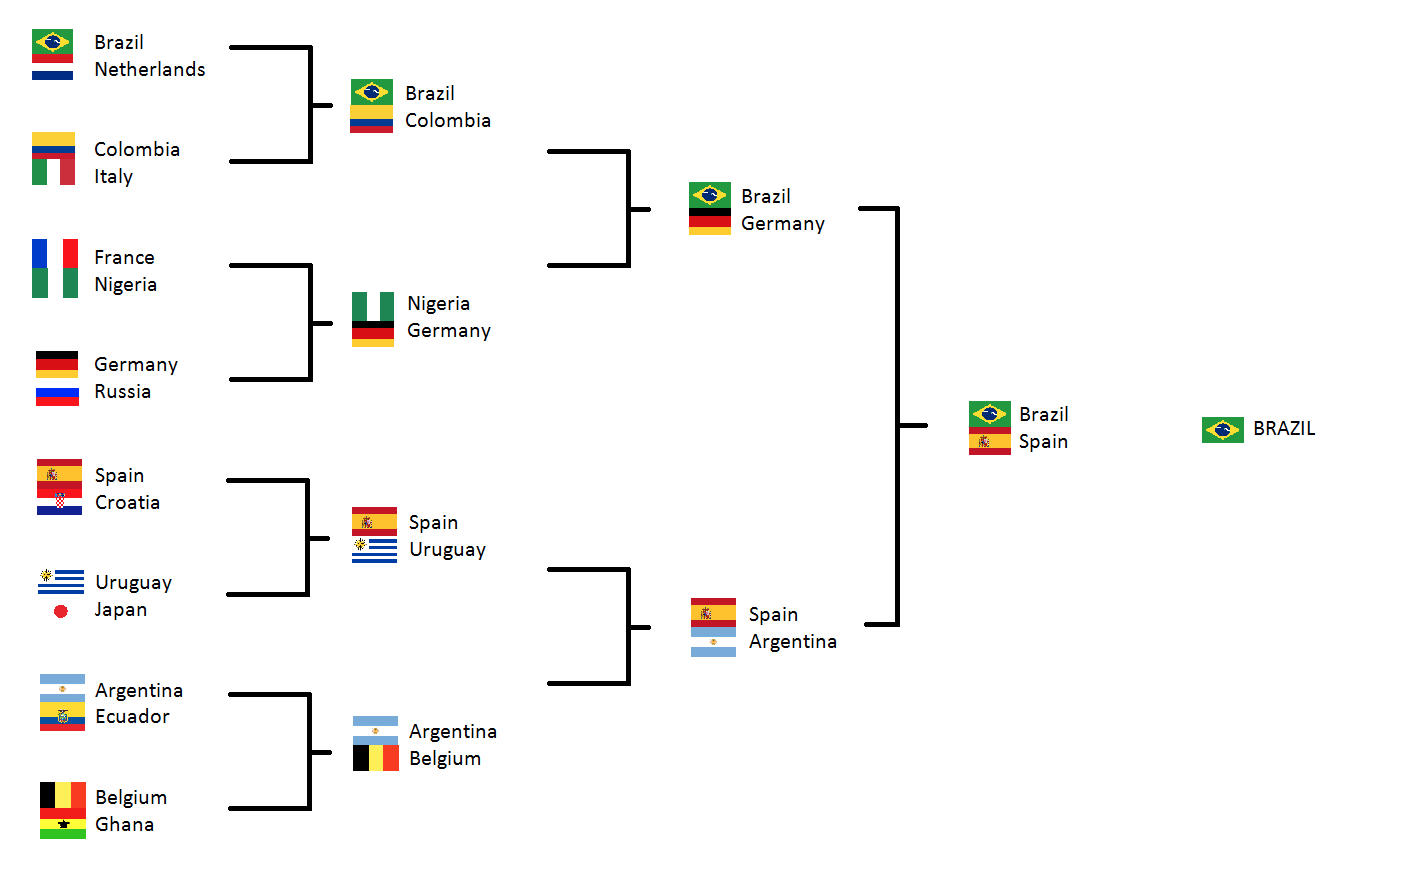 Brazil
Netherlands
Colombia
Italy
France
Nigeria
Germany
Russia
Spain
Croatia
Uruguay
Japan
Argentina
Ecuador
Belgium
Ghana
Brazil
Colombia
Nigeria
Germany
Spain
Uruguay
Argentina
Belgium
Brazil
Germany
Spain
Argentina
Brazil
Spain
BRAZIL